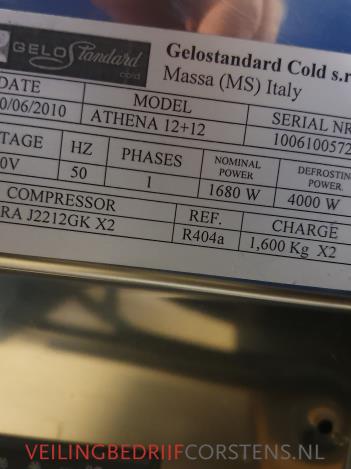 GELOStandard
cold
Gelostandard Cold s.r
Massa (MS) Italy
DATE MODEL SERIAL NR
0/06/2010 ATHENA 12+12 1006100572
TAGE HZ PHASES NOMINAL POWER DEFROSTING POWER.
0V 50 1 1680 W 4000 W
COMPRESSOR REF. CHARGE
RA J2212GK X2 R404a 1,600 Kg X2
VEILINGBEDRIJFCORSTENS.NL